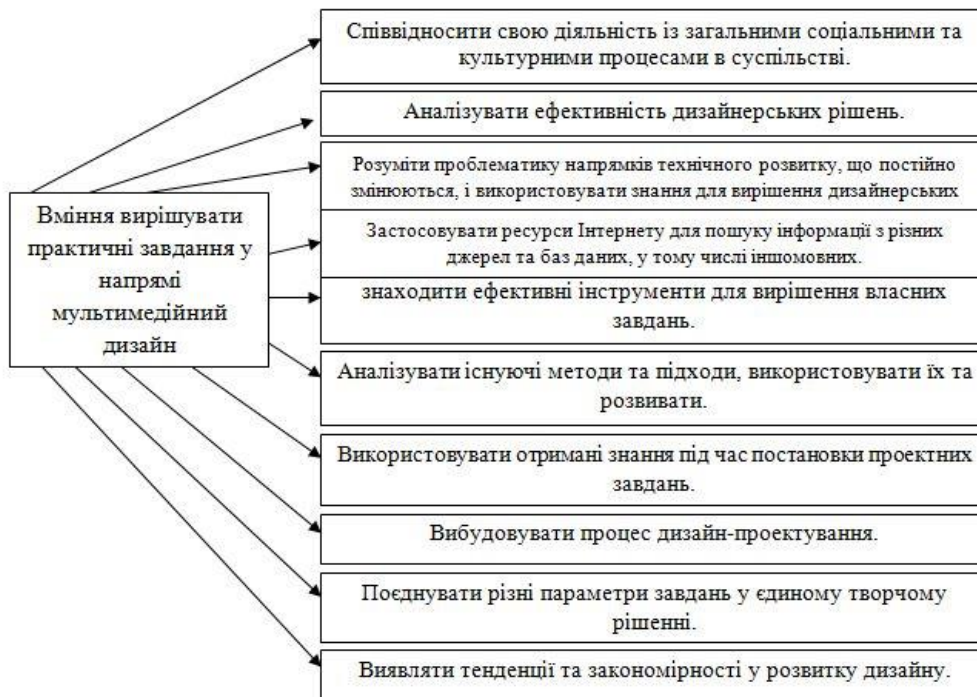 Вміння вирішувати
практичні завдання у
напрямі
мультимедійний
дизайн
Співвідносити свою діяльність із загальними соціальними та
культурними процесами в суспільстві.
Аналізувати ефективність дизайнерських рішень.
Розуміти проблематику напрямків технічного розвитку, що постійно
змінюються, і використовувати знання для вирішення дизайнерських
Застосовувати ресурси Інтернету для пошуку інформації з різних
джерел та баз даних, у тому числі іншомовних.
знаходити ефективні інструменти для вирішення власних
завдань.
Аналізувати існуючі методи та підходи, використовувати їх та
розвивати.
Використовувати отримані знання під час постановки проектних
завдань.
Вибудовувати процес дизайн-проектування.
Поєднувати різні параметри завдань у єдиному творчому
рішенні.
Виявляти тенденції та закономірності у розвитку дизайну.